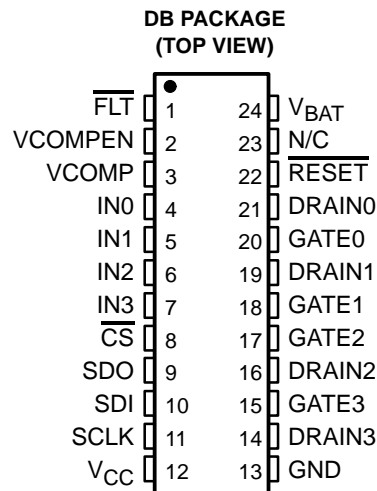 DB PACKAGE
(TOP VIEW)
FLT 1 24 VBAT
VCOMPEN 2 23 N/C
VCOMP 3 22 RESET
IN0 4 21 DRAIN0
IN1 5 20 GATE0
IN2 6 19 DRAIN1
IN3 7 18 GATE1
CS 8 17 GATE2
SDO 9 16 DRAIN2
SDI 10 15 GATE3
SCLK 11 14 DRAIN3
VCC 12 13 GND